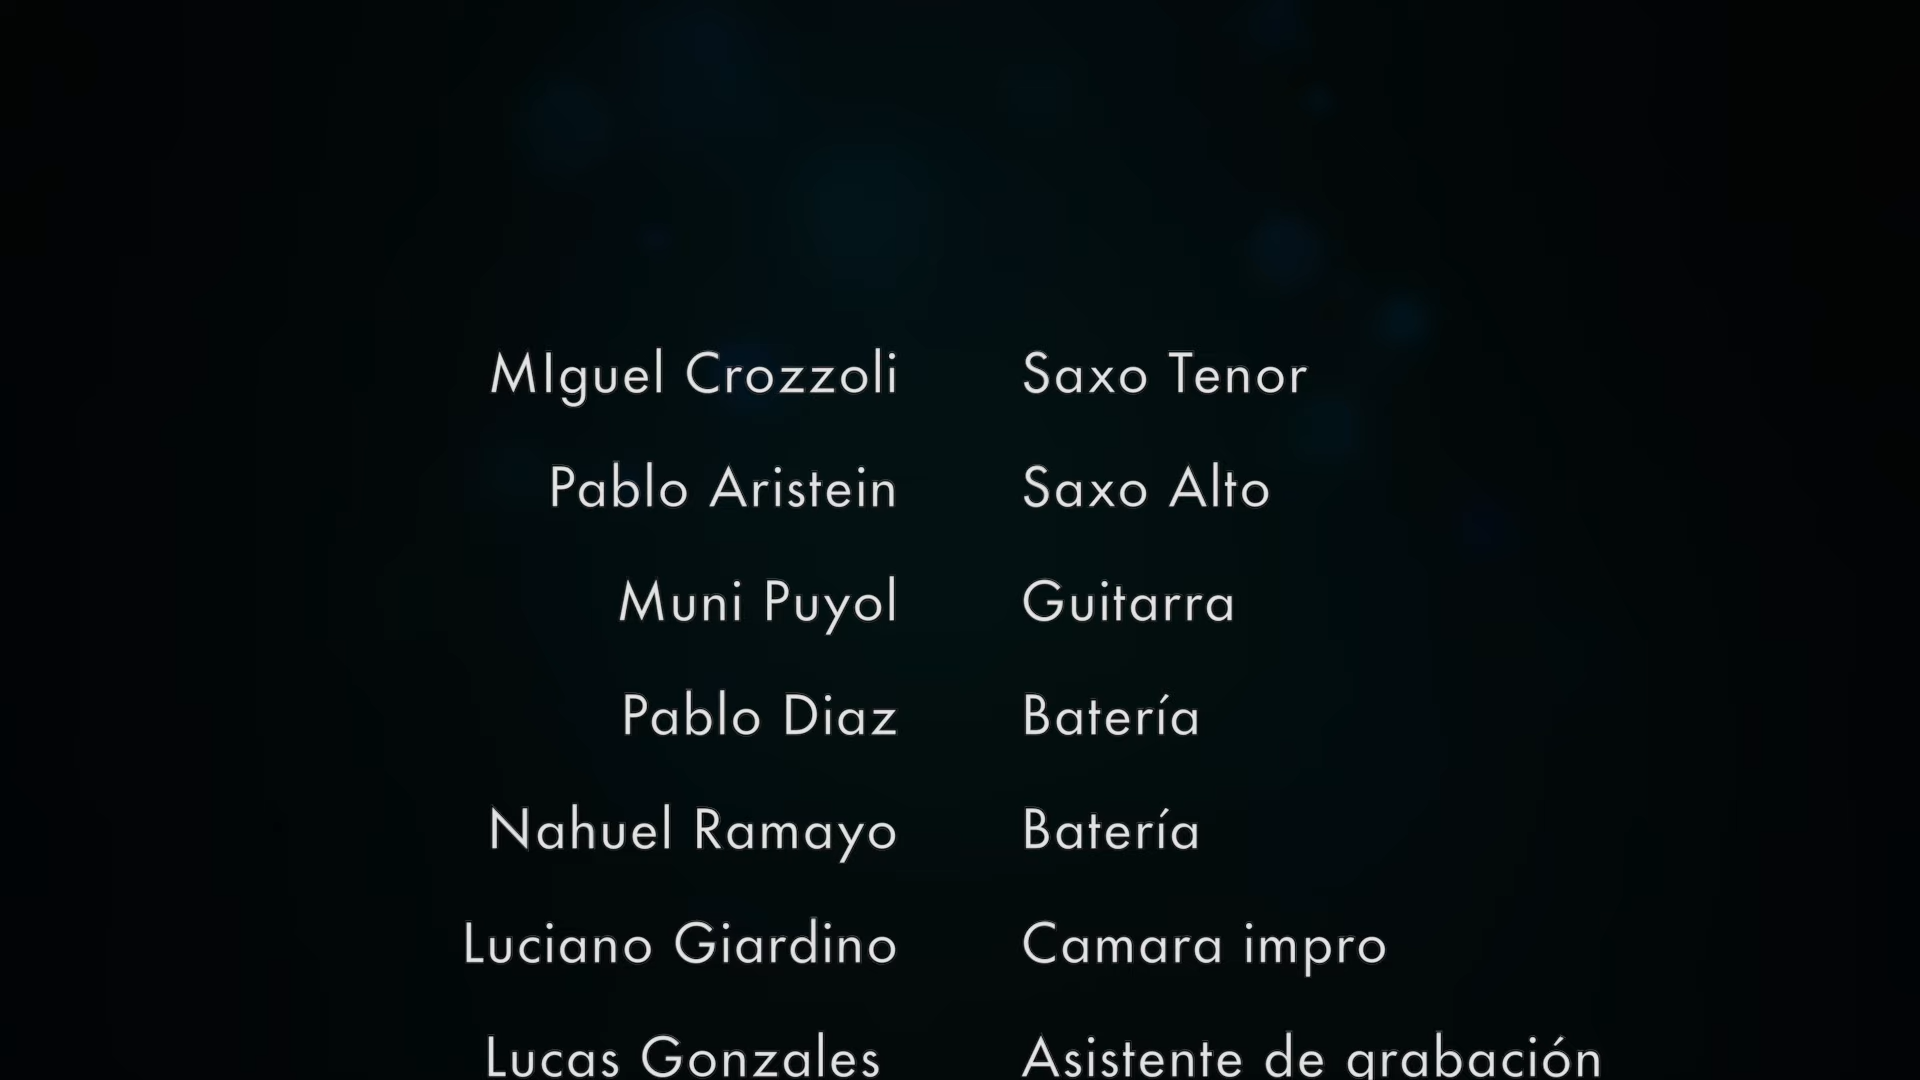 MIguel Crozzoli Saxo Tenor
Pablo Aristein Saxo Alto
Muni Puyol Guitarra
Pablo Diaz Batería
Nahuel Ramayo Batería
Luciano Giardino Camara impro
Lucas Gonzales Asistente de grabación